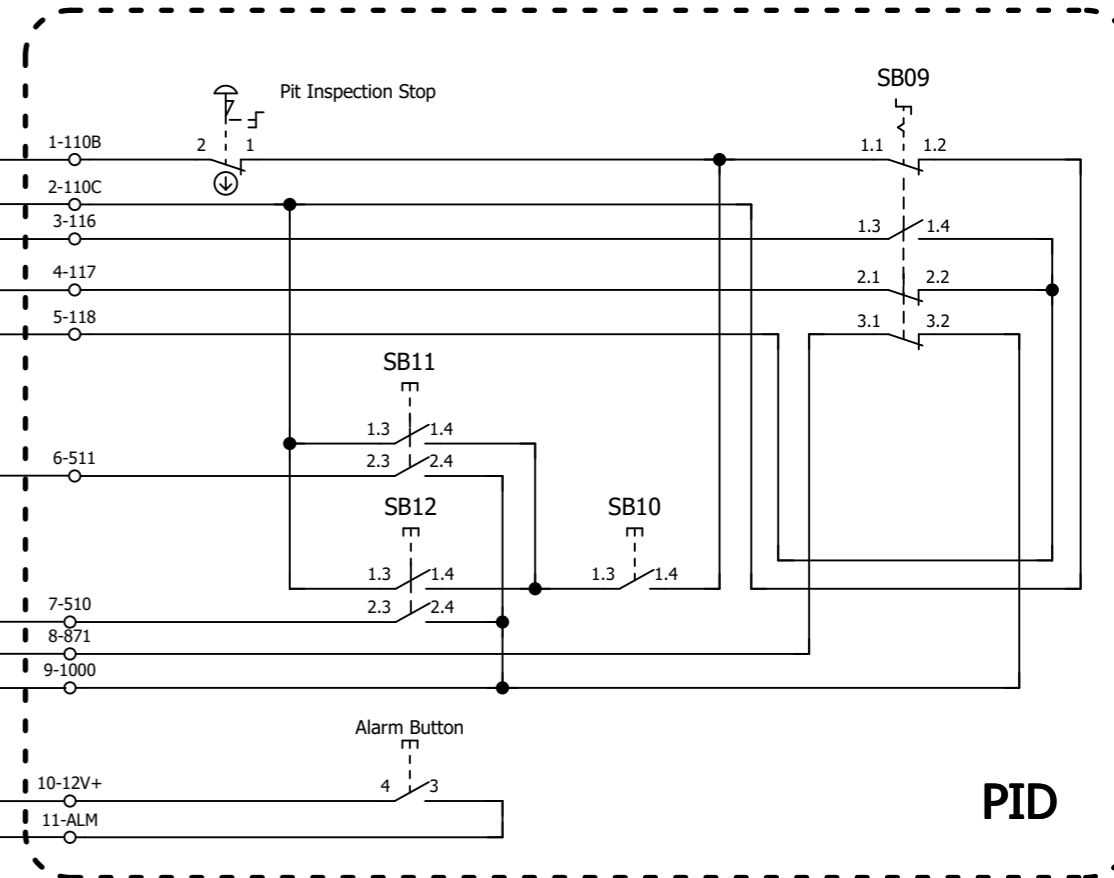 SB09
Pit Inspection Stop
1-110B
2 1
1.1 1.2
2-110C
3-116
1.3 1.4
4-117
2.1 2.2
5-118
3.1 3.2
SB11
1.3 1.4
6-511
2.3 2.4
SB12
SB10
1.3 1.4
1.3 1.4
7-510
2.3 2.4
8-871
9-1000
Alarm Button
10-12V+
4 3
PID
11-ALM